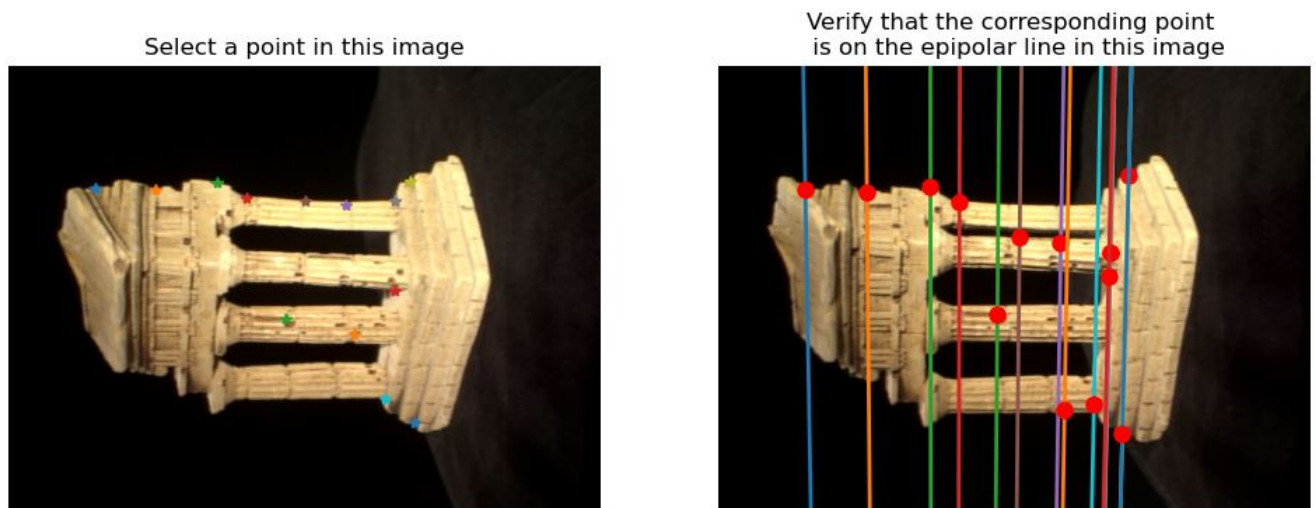 Select a point in this image
Verify that the corresponding point
is on the epipolar line in this image